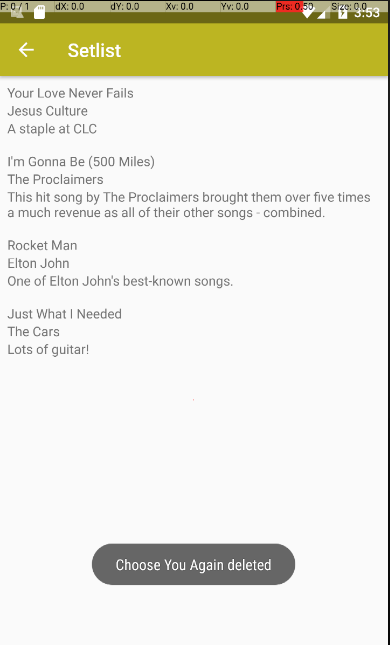 P: 0 / 1 dX: 0.0 dY: 0.0 Xv: 0.0 Yv: 0.0 Prs: 0.50 Size: 0.0
3:53
Setlist
Your Love Never Fails
Jesus Culture
A staple at CLC
I'm Gonna Be (500 Miles)
The Proclaimers
This hit song by The Proclaimers brought them over five times
a much revenue as all of their other songs - combined.
Rocket Man
Elton John
One of Elton John's best-known songs.
Just What I Needed
The Cars
Lots of guitar!
Choose You Again deleted